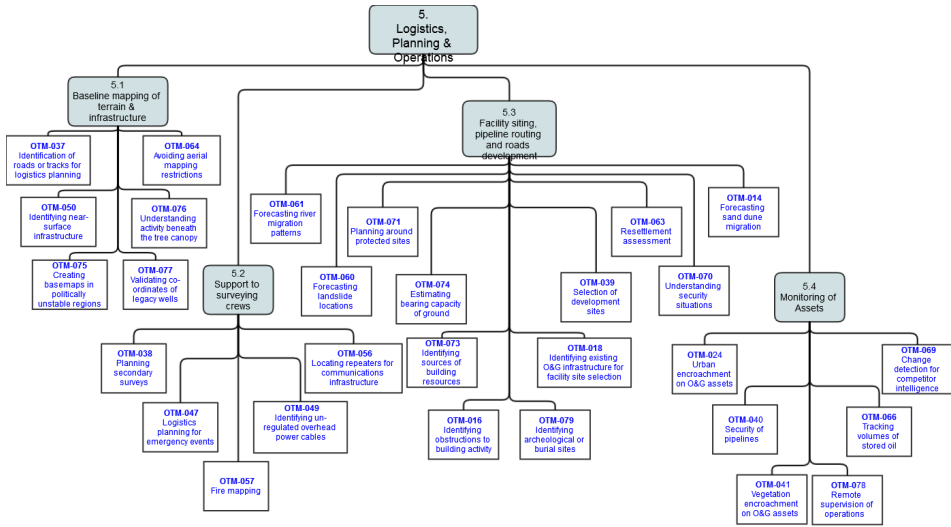 5.
Logistics,
Planning &
Operations
5.1
Baseline mapping of
terrain &
infrastructure
OTM-037
Identification of
roads or tracks for
logistics planning
OTM-064
Avoiding aerial
mapping
restrictions
OTM-050
Identifying near-
surface
infrastructure
OTM-076
Understanding
activity beneath
the tree canopy
OTM-075
Creating
basemaps in
politically
unstable regions
OTM-077
Validating co-
ordinates of
legacy wells
5.2
Support to
surveying
crews
OTM-038
Planning
secondary
surveys
OTM-056
Locating repeaters for
communications
infrastructure
OTM-047
Logistics
planning for
emergency events
OTM-049
Identifying un-
regulated overhead
power cables
OTM-057
Fire mapping
5.3
Facility siting,
pipeline routing
and roads
development
OTM-061
Forecasting river
migration
patterns
OTM-014
Forecasting
sand dune
migration
OTM-071
Planning around
protected sites
OTM-063
Resettlement
assessment
OTM-060
Forecasting
landslide
locations
OTM-070
Understanding
security
situations
OTM-074
Estimating
bearing capacity
of ground
OTM-039
Selection of
development
sites
OTM-073
Identifying
sources of
building
resources
OTM-018
Identifying existing
O&G infrastructure for
facility site selection
OTM-016
Identifying
obstructions to
building activity
OTM-079
Identifying
archeological or
burial sites
5.4
Monitoring of
Assets
OTM-024
Urban
encroachment
on O&G assets
OTM-069
Change
detection for
competitor
intelligence
OTM-040
Security of
pipelines
OTM-066
Tracking
volumes of
stored oil
OTM-041
Vegetation
encroachment
on O&G assets
OTM-078
Remote
supervision of
operations